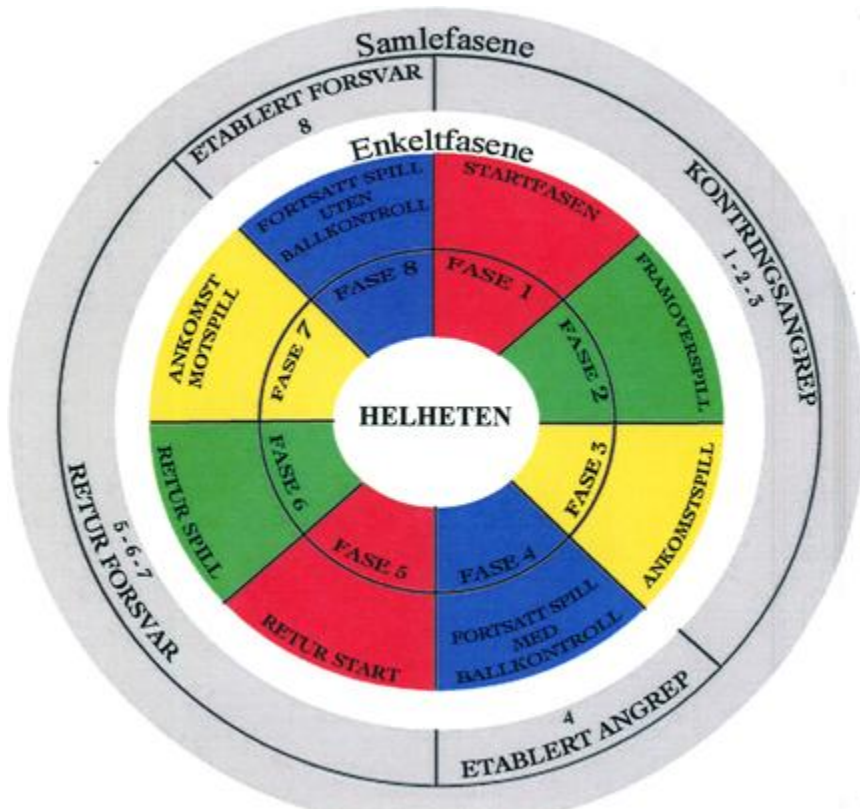 Samlefasene
ETABLERT FORSVAR
8
KONTRINGSANGREP
1-2-3
ETABLERT ANGREP
4
RETUR FORSVAR
5-6-7
Enkeltfasene
STARTFASEN
FASE 1
FRAMOVERSPILL
FASE 2
ANKOMSTSPILL
FASE 3
FORTSATT SPILL
MED
BALLKONTROLL
FASE 4
RETUR START
FASE 5
RETUR SPILL
FASE 6
ANKOMST
MOTSPILL
FASE 7
FORTSATT SPILL
UTEN
BALLKONTROLL
FASE 8
HELHETEN